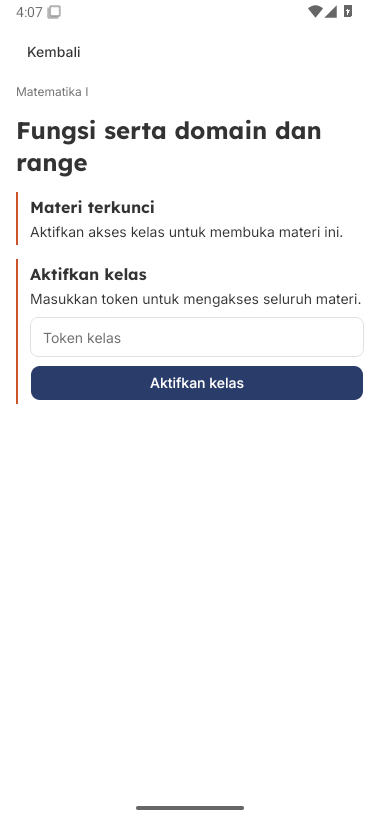 4:07
Kembali
Matematika I
Fungsi serta domain dan
range
Materi terkunci
Aktifkan akses kelas untuk membuka materi ini.
Aktifkan kelas
Masukkan token untuk mengakses seluruh materi.
Token kelas
Aktifkan kelas